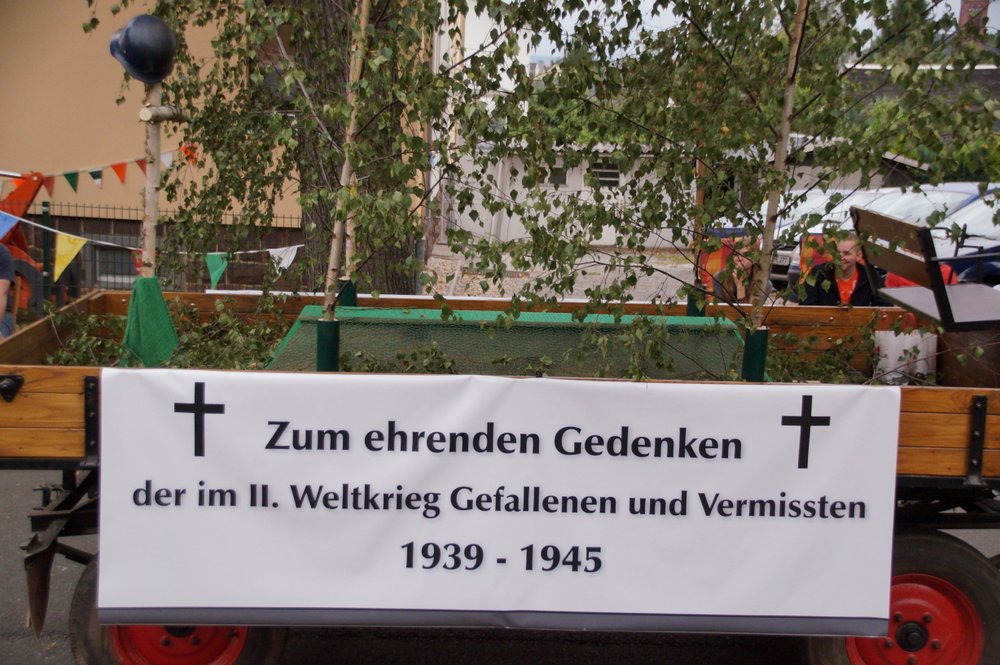 Zum ehrenden Gedenken
der im II. Weltkrieg Gefallenen und Vermissten
1939 - 1945